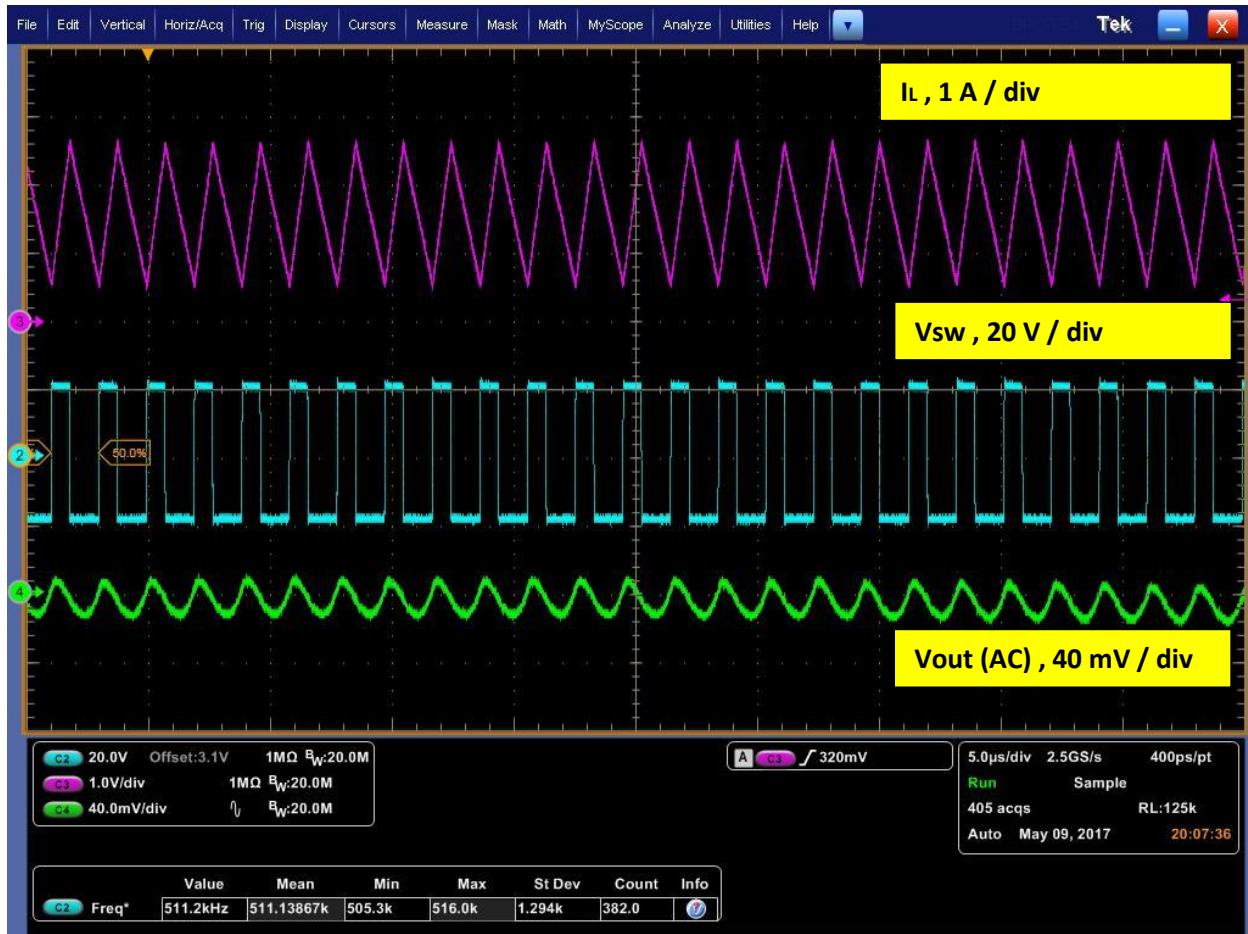 File Edit Vertical Horiz/Acq Trig Display Cursors Measure Mask Math MyScope Analyze Utilities Help Tek X
IL , 1 A / div
3
Vsw , 20 V / div
2
50.0%
4
Vout (AC) , 40 mV / div
C2 20.0V Offset:3.1V 1MΩ BW:20.0M
C3 1.0V/div 1MΩ BW:20.0M
C4 40.0mV/div BW:20.0M
A C3 320mV
5.0µs/div 2.5GS/s 400ps/pt
Run Sample
405 acqs RL:125k
Auto May 09, 2017 20:07:36
Value Mean Min Max St Dev Count Info
C2 Freq* 511.2kHz 511.13867k 505.3k 516.0k 1.294k 382.0